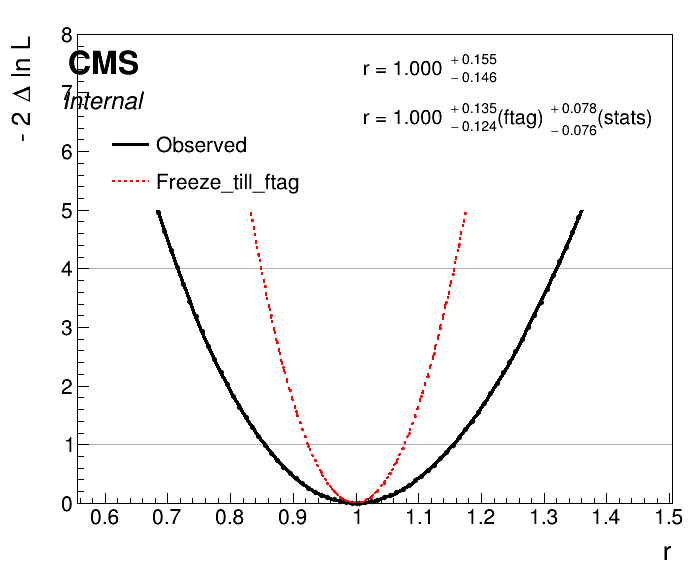 - 2 Δ ln L
8
CMS
7
Internal
r = 1.000 +0.155 −0.146
r = 1.000 +0.135 −0.124(ftag) +0.078 −0.076(stats)
Observed
Freeze_till_ftag
6
5
4
3
2
1
0
0.6 0.7 0.8 0.9 1 1.1 1.2 1.3 1.4 1.5
r